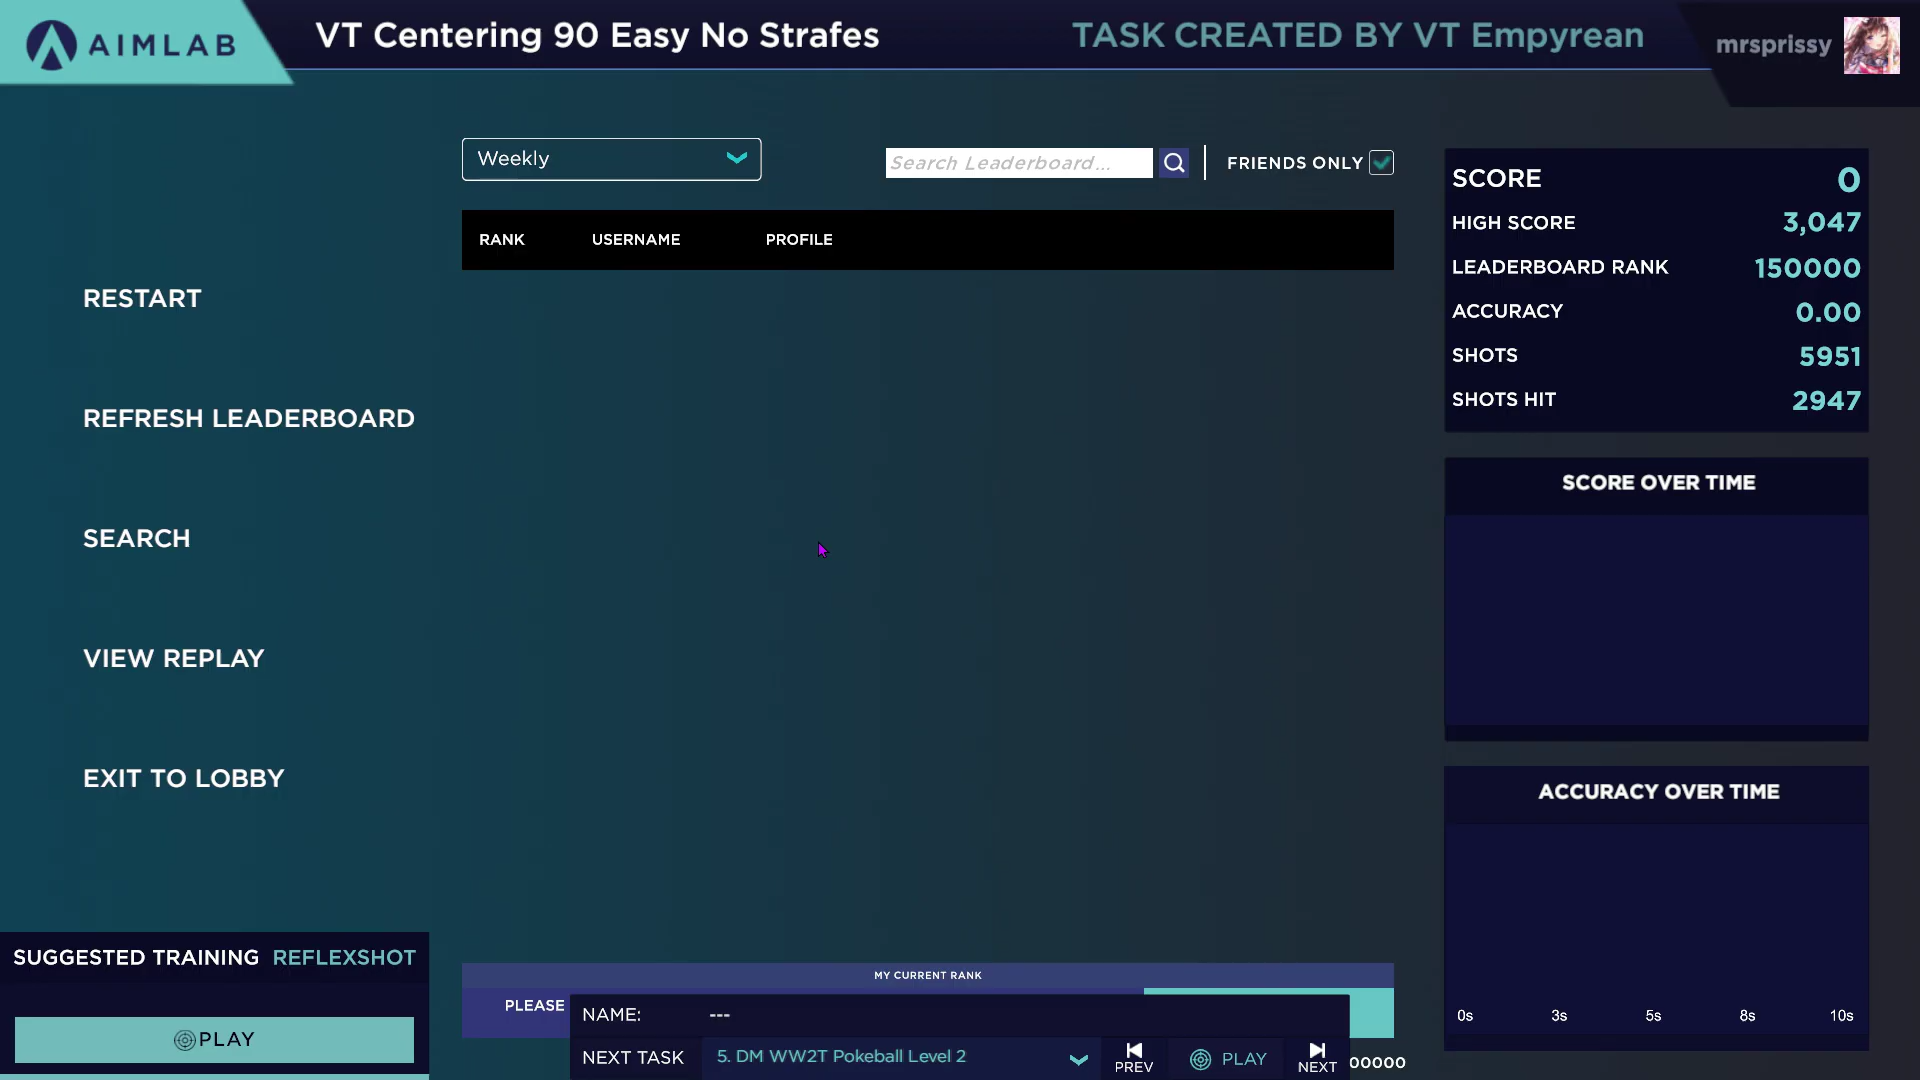 AIMLAB
VT Centering 90 Easy No Strafes
TASK CREATED BY VT Empyrean
mrsprissy
Weekly
Search Leaderboard...
FRIENDS ONLY
RANK USERNAME PROFILE
RESTART
REFRESH LEADERBOARD
SEARCH
VIEW REPLAY
EXIT TO LOBBY
SCORE 0
HIGH SCORE 3,047
LEADERBOARD RANK 150000
ACCURACY 0.00
SHOTS 5951
SHOTS HIT 2947
SCORE OVER TIME
ACCURACY OVER TIME
0s 3s 5s 8s 10s
SUGGESTED TRAINING REFLEXSHOT
PLAY
MY CURRENT RANK
PLEASE
NAME: ---
NEXT TASK 5. DM WW2T Pokeball Level 2
PREV
PLAY
NEXT
00000